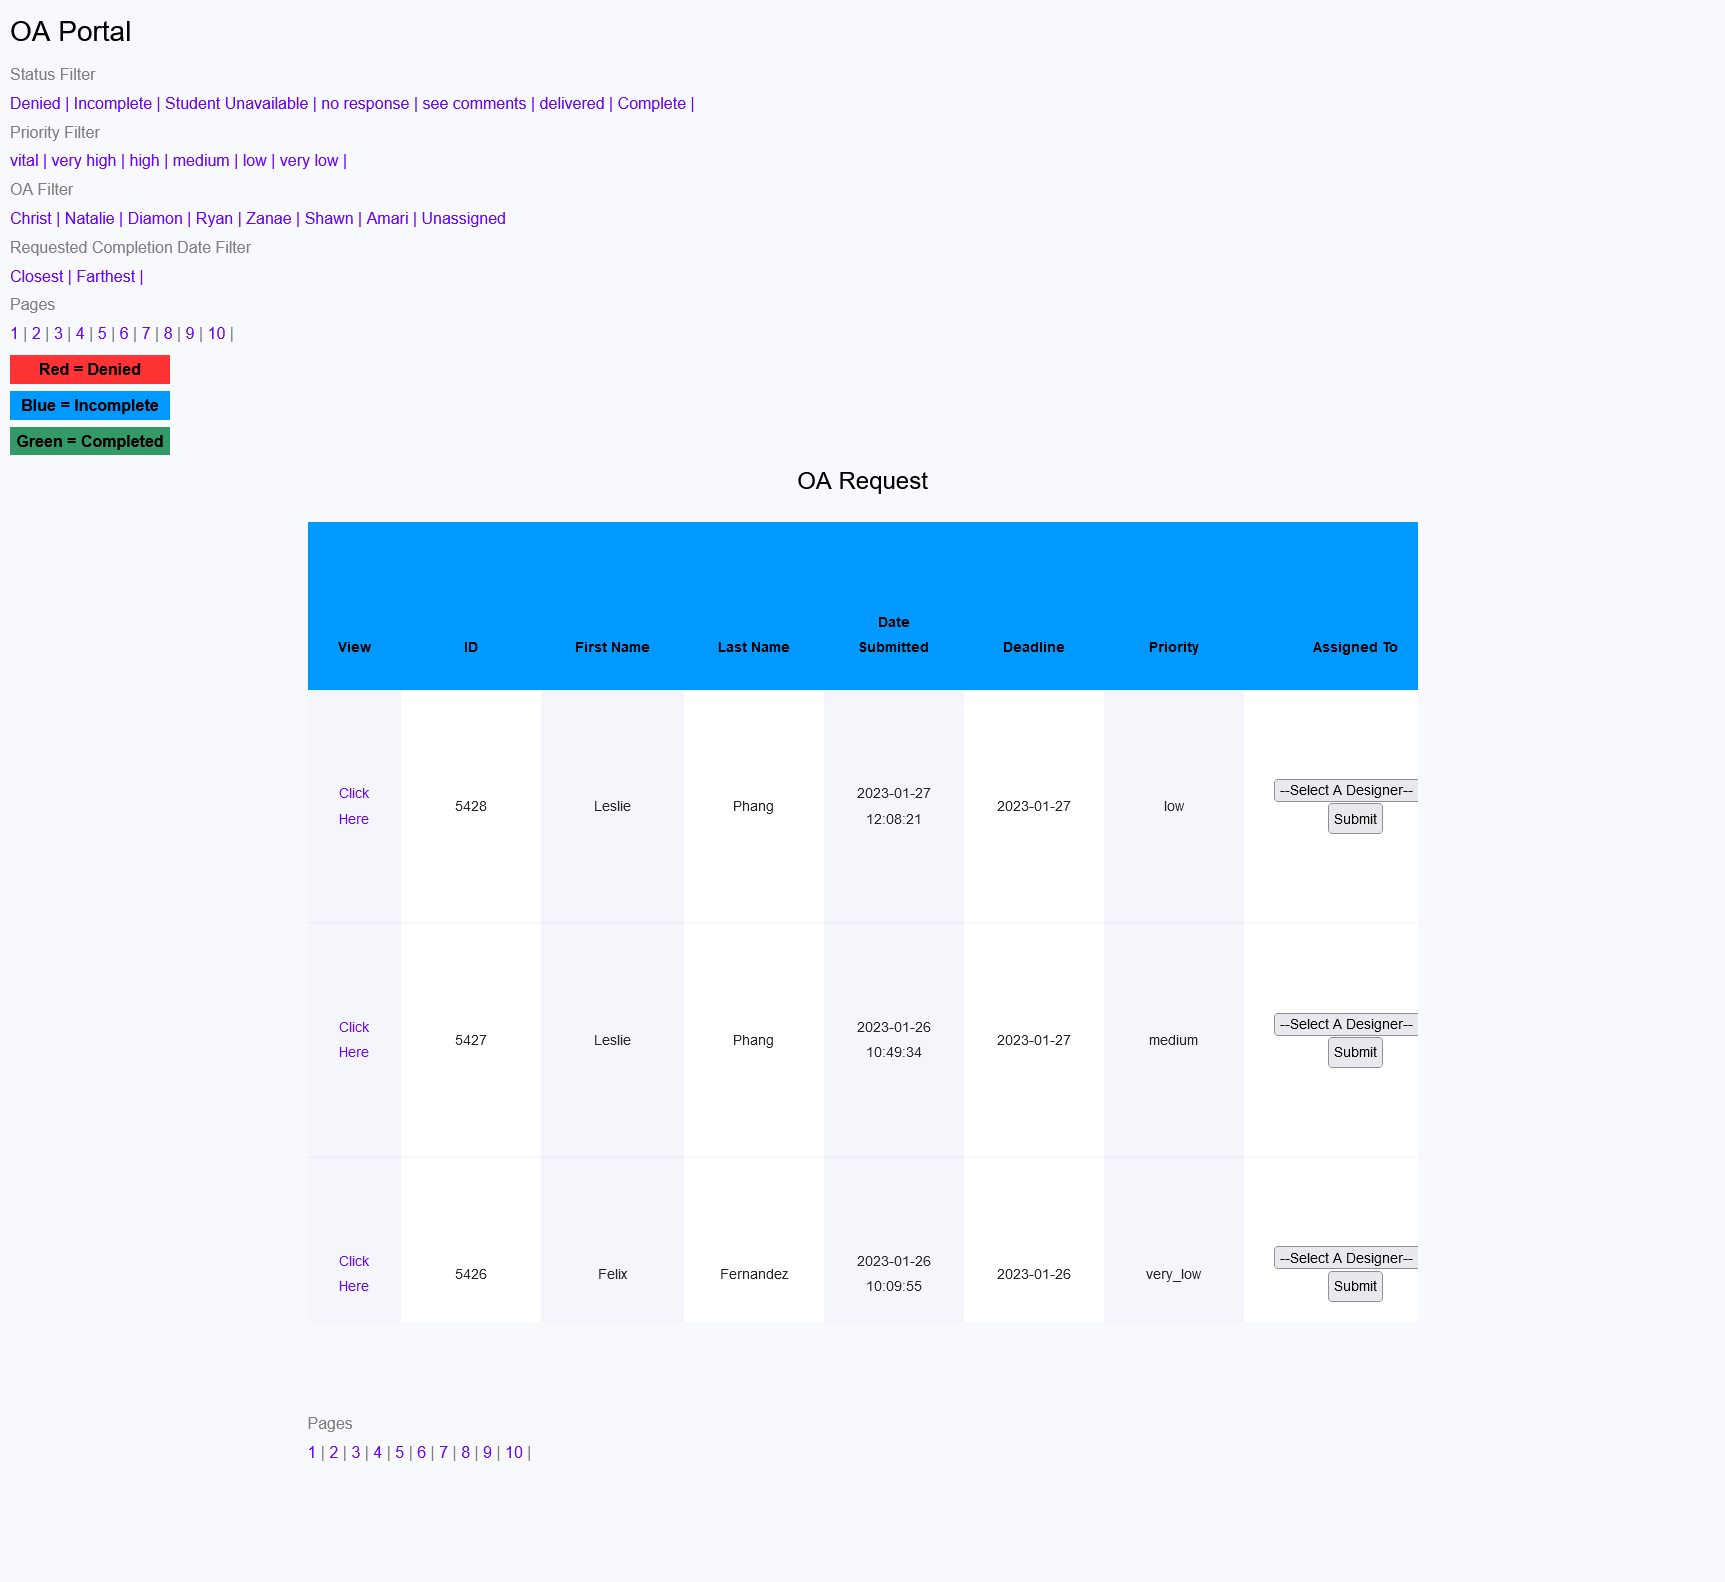 OA Portal
Status Filter
Denied | Incomplete | Student Unavailable | no response | see comments | delivered | Complete |
Priority Filter
vital | very high | high | medium | low | very low |
OA Filter
Christ | Natalie | Diamon | Ryan | Zanae | Shawn | Amari | Unassigned
Requested Completion Date Filter
Closest | Farthest |
Pages
1 | 2 | 3 | 4 | 5 | 6 | 7 | 8 | 9 | 10 |
Red = Denied
Blue = Incomplete
Green = Completed
OA Request
Date
View ID First Name Last Name Submitted Deadline Priority Assigned To
Click 2023-01-27 --Select A Designer--
5428 Leslie Phang 2023-01-27 low
Here 12:08:21 Submit
Click 2023-01-26 --Select A Designer--
5427 Leslie Phang 2023-01-27 medium
Here 10:49:34 Submit
Click 2023-01-26 --Select A Designer--
5426 Felix Fernandez 2023-01-26 very_low
Here 10:09:55 Submit
Pages
1 | 2 | 3 | 4 | 5 | 6 | 7 | 8 | 9 | 10 |